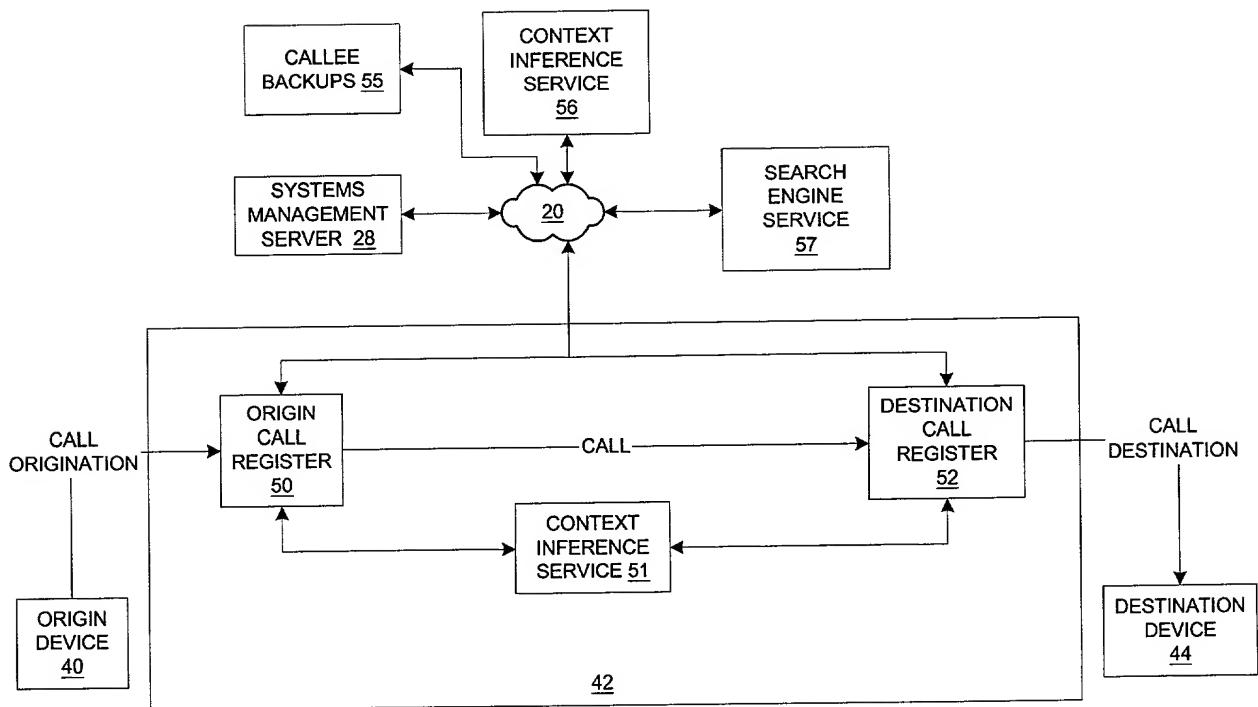 CALLEE
BACKUPS 55
CONTEXT
INFERENCE
SERVICE
56
SYSTEMS
MANAGEMENT
SERVER 28
20
SEARCH
ENGINE
SERVICE
57
CALL
ORIGINATION
ORIGIN
CALL
REGISTER
50
CALL
DESTINATION
CALL
REGISTER
52
CALL
DESTINATION
CONTEXT
INFERENCE
SERVICE 51
ORIGIN
DEVICE
40
DESTINATION
DEVICE
44
42